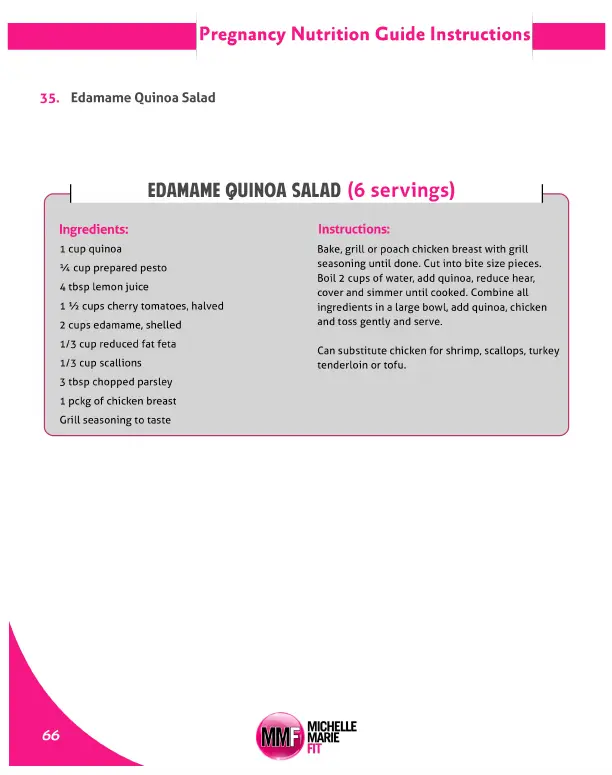 Pregnancy Nutrition Guide Instructions
35. Edamame Quinoa Salad
EDAMAME QUINOA SALAD (6 servings)
Ingredients:
1 cup quinoa
¼ cup prepared pesto
4 tbsp lemon juice
1 ½ cups cherry tomatoes, halved
2 cups edamame, shelled
1/3 cup reduced fat feta
1/3 cup scallions
3 tbsp chopped parsley
1 pckg of chicken breast
Grill seasoning to taste
Instructions:
Bake, grill or poach chicken breast with grill
seasoning until done. Cut into bite size pieces.
Boil 2 cups of water, add quinoa, reduce hear,
cover and simmer until cooked. Combine all
ingredients in a large bowl, add quinoa, chicken
and toss gently and serve.
Can substitute chicken for shrimp, scallops, turkey
tenderloin or tofu.
66
MMF
MICHELLE
MARIE
FIT